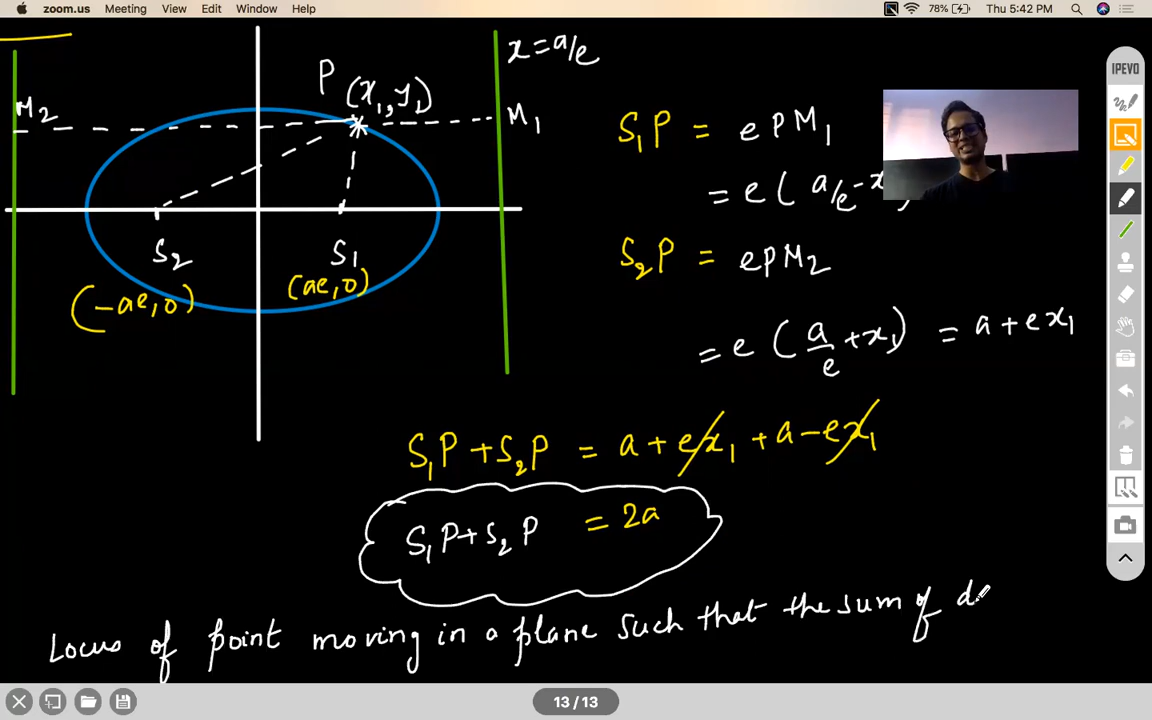 zoom.us Meeting View Edit Window Help 78% Thu 5:42 PM
x = a/e
P (x₁, y₁)
M₂
M₁
S₂
S₁
(-ae, 0)
(ae, 0)
S₁P = ePM₁
= e( a/e - x
S₂P = ePM₂
= e ( a/e + x₁) = a + ex₁
S₁P + S₂P = a + ex₁ + a - ex₁
S₁P + S₂P = 2a
Locus of point moving in a plane such that the sum of d
IPEVO
13 / 13